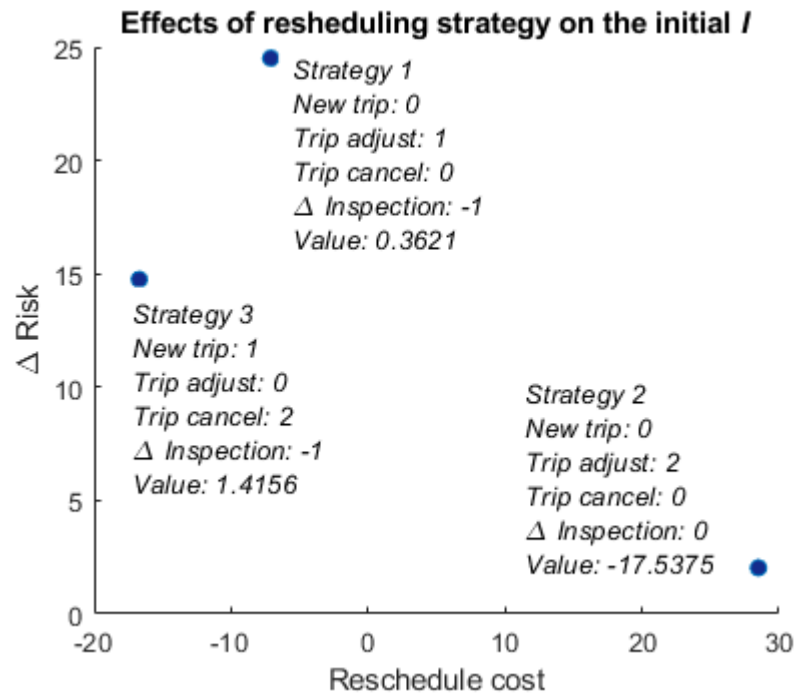 Effects of resheduling strategy on the initial I
25
20
15
10
5
0
Δ Risk
Strategy 1
New trip: 0
Trip adjust: 1
Trip cancel: 0
Δ Inspection: -1
Value: 0.3621
Strategy 3
New trip: 1
Trip adjust: 0
Trip cancel: 2
Δ Inspection: -1
Value: 1.4156
Strategy 2
New trip: 0
Trip adjust: 2
Trip cancel: 0
Δ Inspection: 0
Value: -17.5375
-20 -10 0 10 20 30
Reschedule cost